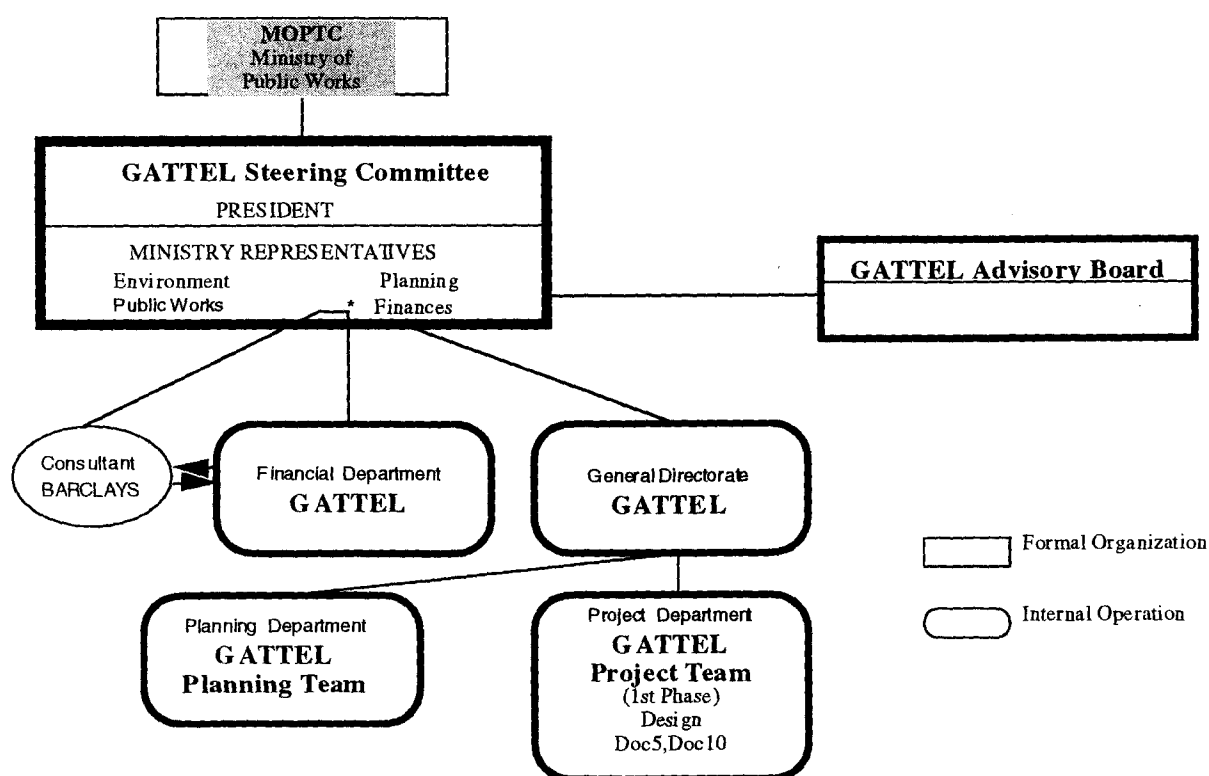 MOPTC
Ministry of
Public Works
GATTEL Steering Committee
PRESIDENT
MINISTRY REPRESENTATIVES
Environment Planning
Public Works * Finances
GATTEL Advisory Board
Consultant
BARCLAYS
Financial Department
GATTEL
General Directorate
GATTEL
Planning Department
GATTEL
Planning Team
Project Department
GATTEL
Project Team
(1st Phase)
Design
Doc5,Doc10
Formal Organization
Internal Operation